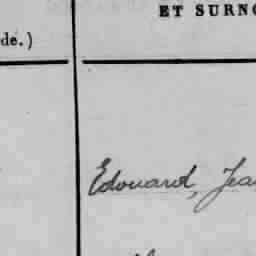 ET SURNO
de.)
Edouard, Jea